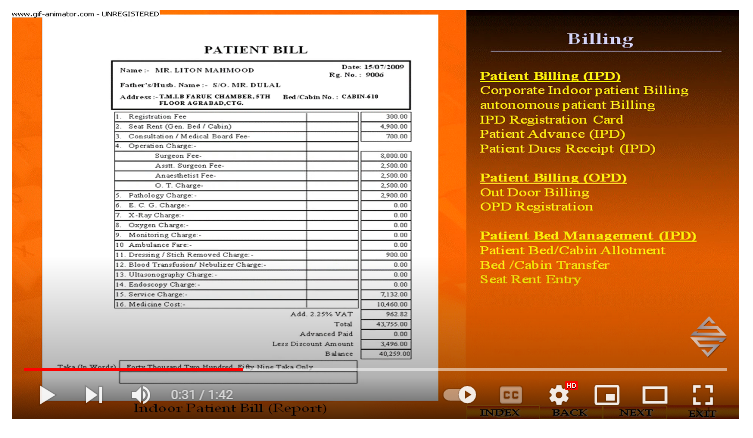 www.gif-animator.com - UNREGISTERED
PATIENT BILL
Name :- MR. LITON MAHMOOD Date: 15/07/2009
Rg. No. : 9006
Father's/Husb. Name :- S/O. MR. DULAL
Address :- T.M.I.B FARUK CHAMBER, 5TH Bed/Cabin No. : CABIN-610
FLOOR AGRABAD,CTG.
1. Registration Fee 300.00
2. Seat Rent (Gen. Bed / Cabin) 4,900.00
3. Consultation / Medical Board Fee- 700.00
4. Operation Charge:-
Surgeon Fee- 8,000.00
Asstt. Surgeon Fee- 2,500.00
Anaesthetist Fee- 2,500.00
O. T. Charge- 2,500.00
5. Pathology Charge:- 2,900.00
6. E. C. G. Charge:- 0.00
7. X-Ray Charge:- 0.00
8. Oxygen Charge:- 0.00
9. Monitoring Charge:- 0.00
10 Ambulance Fare:- 0.00
11. Dressing / Stich Removed Charge:- 900.00
12. Blood Transfusion/ Nebulizer Charge:- 0.00
13. Ultasonography Charge:- 0.00
14. Endoscopy Charge:- 0.00
15. Service Charge:- 7,132.00
16. Medicine Cost:- 10,460.00
Add. 2.25% VAT 962.82
Total 43,755.00
Advanced Paid 0.00
Less Discount Amount 3,496.00
Balance 40,259.00
Taka (In Words) Forty Thousand Two Hundred Fifty Nine Taka Only
Indoor Patient Bill (Report)
Billing
Patient Billing (IPD)
Corporate Indoor patient Billing
autonomous patient Billing
IPD Registration Card
Patient Advance (IPD)
Patient Dues Receipt (IPD)
Patient Billing (OPD)
Out Door Billing
OPD Registration
Patient Bed Management (IPD)
Patient Bed/Cabin Allotment
Bed /Cabin Transfer
Seat Rent Entry
0:31 / 1:42
CC
HD
INDEX BACK NEXT EXIT